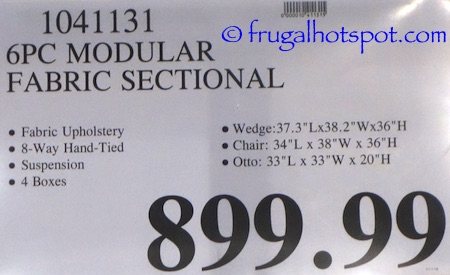 1041131
© frugalhotspot.com
6PC MODULAR
FABRIC SECTIONAL
• Fabric Upholstery
• 8-Way Hand-Tied
• Suspension
• 4 Boxes
• Wedge:37.3"Lx38.2"Wx36"H
• Chair: 34"L x 38"W x 36"H
• Otto: 33"L x 33"W x 20"H
899.99